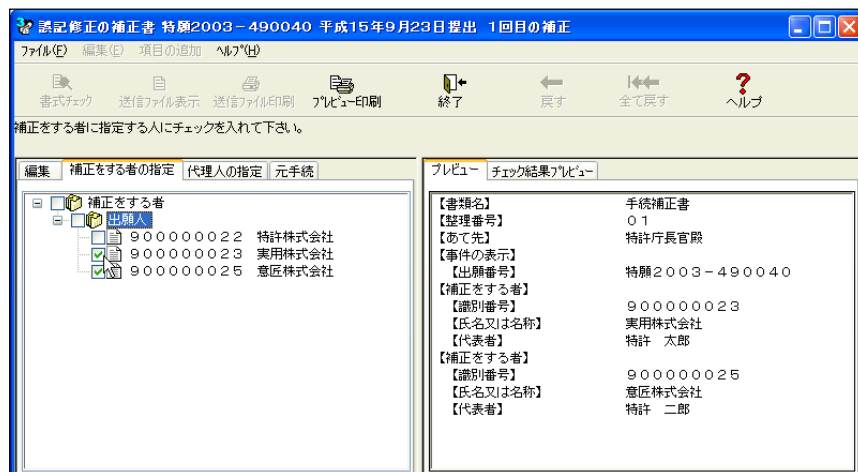 誤記修正の補正書 特願2003-490040 平成15年9月23日提出 1回目の補正
ファイル(F) 編集(E) 項目の追加 ヘルプ(H)
書式チェック 送信ファイル表示 送信ファイル印刷 プレビュー印刷 終了 戻す 全て戻す ヘルプ
補正をする者に指定する人にチェックを入れて下さい。
編集 補正をする者の指定 代理人の指定 元手続
補正をする者
出願人
900000022 特許株式会社
900000023 実用株式会社
900000025 意匠株式会社
プレビュー チェック結果プレビュー
【書類名】 手続補正書
【整理番号】 01
【あて先】 特許庁長官殿
【事件の表示】
【出願番号】 特願2003-490040
【補正をする者】
【識別番号】 900000023
【氏名又は名称】 実用株式会社
【代表者】 特許 太郎
【補正をする者】
【識別番号】 900000025
【氏名又は名称】 意匠株式会社
【代表者】 特許 二郎